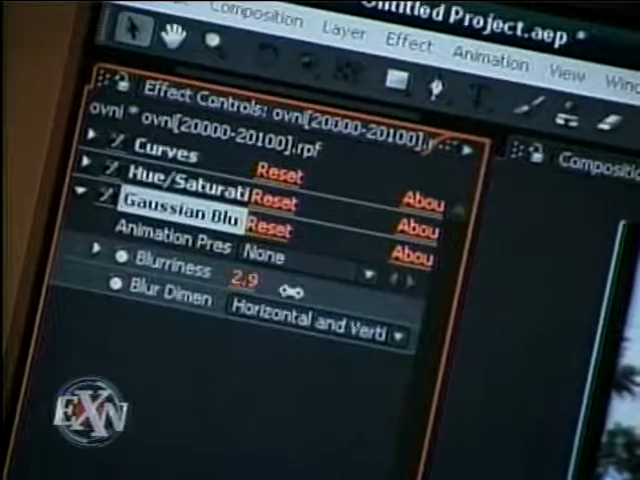 Untitled Project.aep *
Composition Layer Effect Animation View Wind
Effect Controls: ovni[20000-20100].r
ovni * ovni[20000-20100].rpf
Compositio
Curves Reset Abou
Hue/Saturati Reset Abou
Gaussian Blu Reset Abou
Animation Pres None
Blurriness 2.9
Blur Dimen Horizontal and Verti
EXN